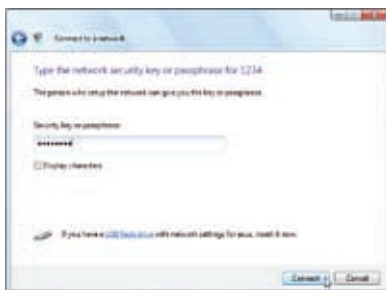 Connect to a network
Type the network security key or passphrase for 1234
The person who setup the network can give you the key or passphrase.
Security key or passphrase:
Display characters
If you have a USB flash drive with network settings for asus, insert it now.
Connect
Cancel